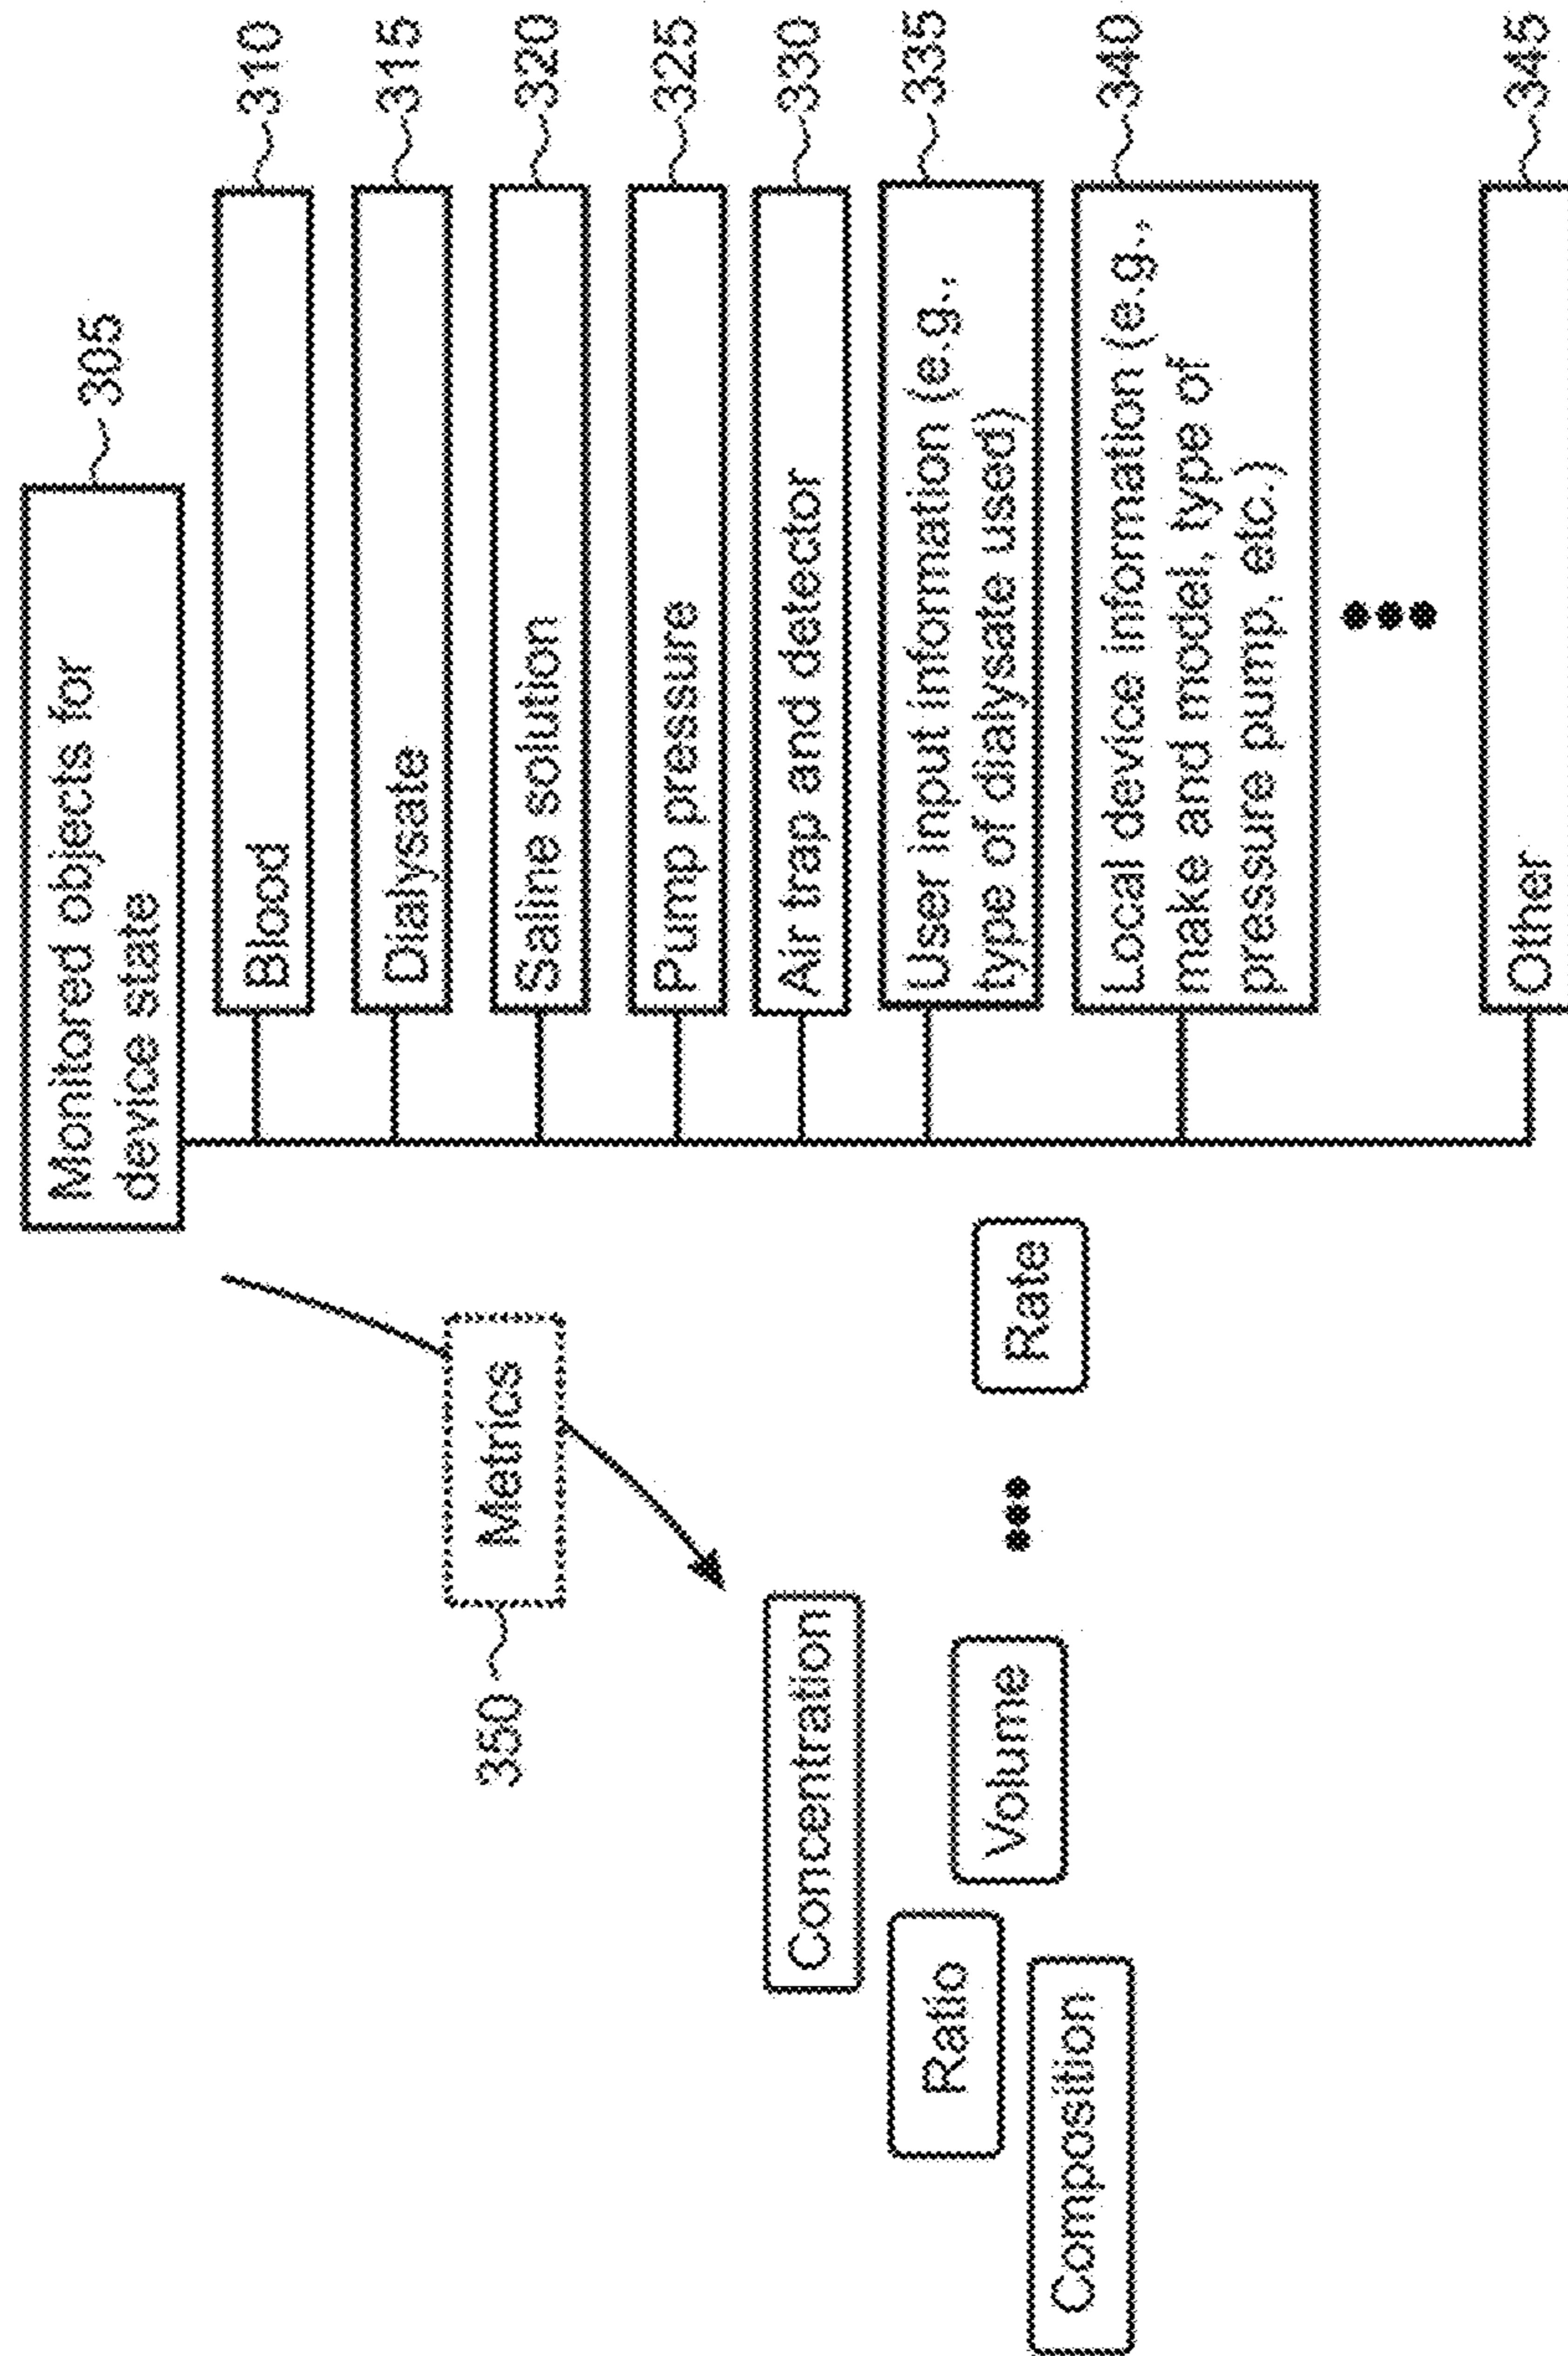 Monitored objects for
device state
305
Blood
310
Dialysate
315
Saline solution
320
Pump pressure
325
Air trap and detector
330
User input information (e.g.,
type of dialysate used)
335
Local device information (e.g.,
make and model, type of
pressure pump, etc.)
340
Other
345
350
Metrics
Concentration
Ratio
Volume
Composition
Rate